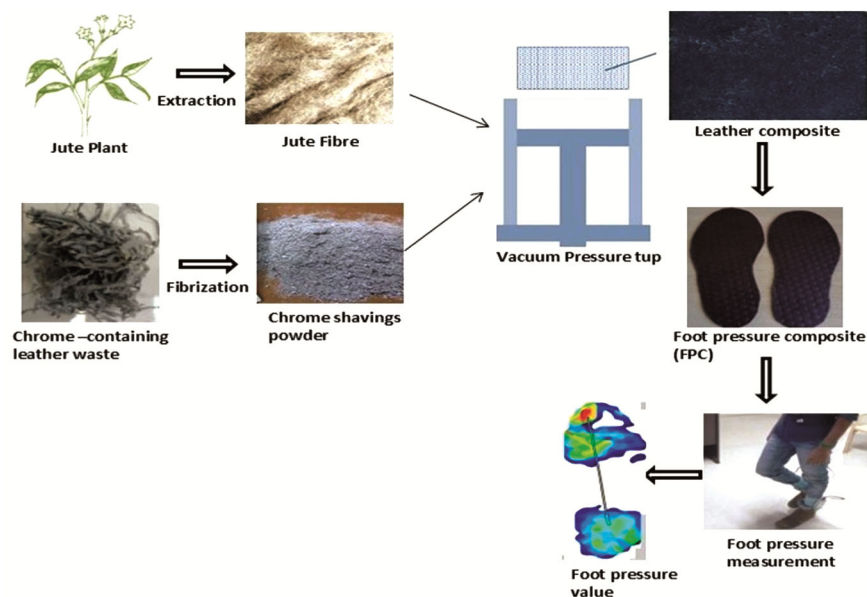 Extraction
Jute Plant
Jute Fibre
Leather composite
Vacuum Pressure tup
Fibrization
Chrome –containing
leather waste
Chrome shavings
powder
Foot pressure composite
(FPC)
Foot pressure
measurement
Foot pressure
value